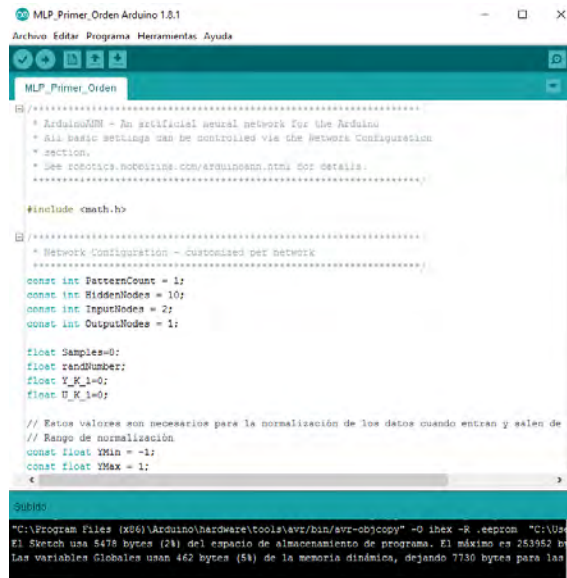 MLP_Primer_Orden Arduino 1.8.1
Archivo Editar Programa Herramientas Ayuda
MLP_Primer_Orden
/******************************************************************
* ArduinoANN - An artificial neural network for the Arduino
* All basic settings can be controlled via the Network Configuration
* section.
* See robotics.hobbizine.com/arduinoann.html for details.
******************************************************************/
#include <math.h>
/******************************************************************
* Network Configuration - customized per network
******************************************************************/
const int PatternCount = 1;
const int HiddenNodes = 10;
const int InputNodes = 2;
const int OutputNodes = 1;
float Samples=0;
float randNumber;
float Y_K_1=0;
float U_K_1=0;
// Estos valores son necesarios para la normalización de los datos cuando entran y salen de
// Rango de normalización
const float YMin = -1;
const float YMax = 1;
Subido
"C:\Program Files (x86)\Arduino\hardware\tools\avr/bin/avr-objcopy" -O ihex -R .eeprom "C:\Use
El Sketch usa 5478 bytes (2%) del espacio de almacenamiento de programa. El máximo es 253952 b
Las variables Globales usan 462 bytes (5%) de la memoria dinámica, dejando 7730 bytes para las